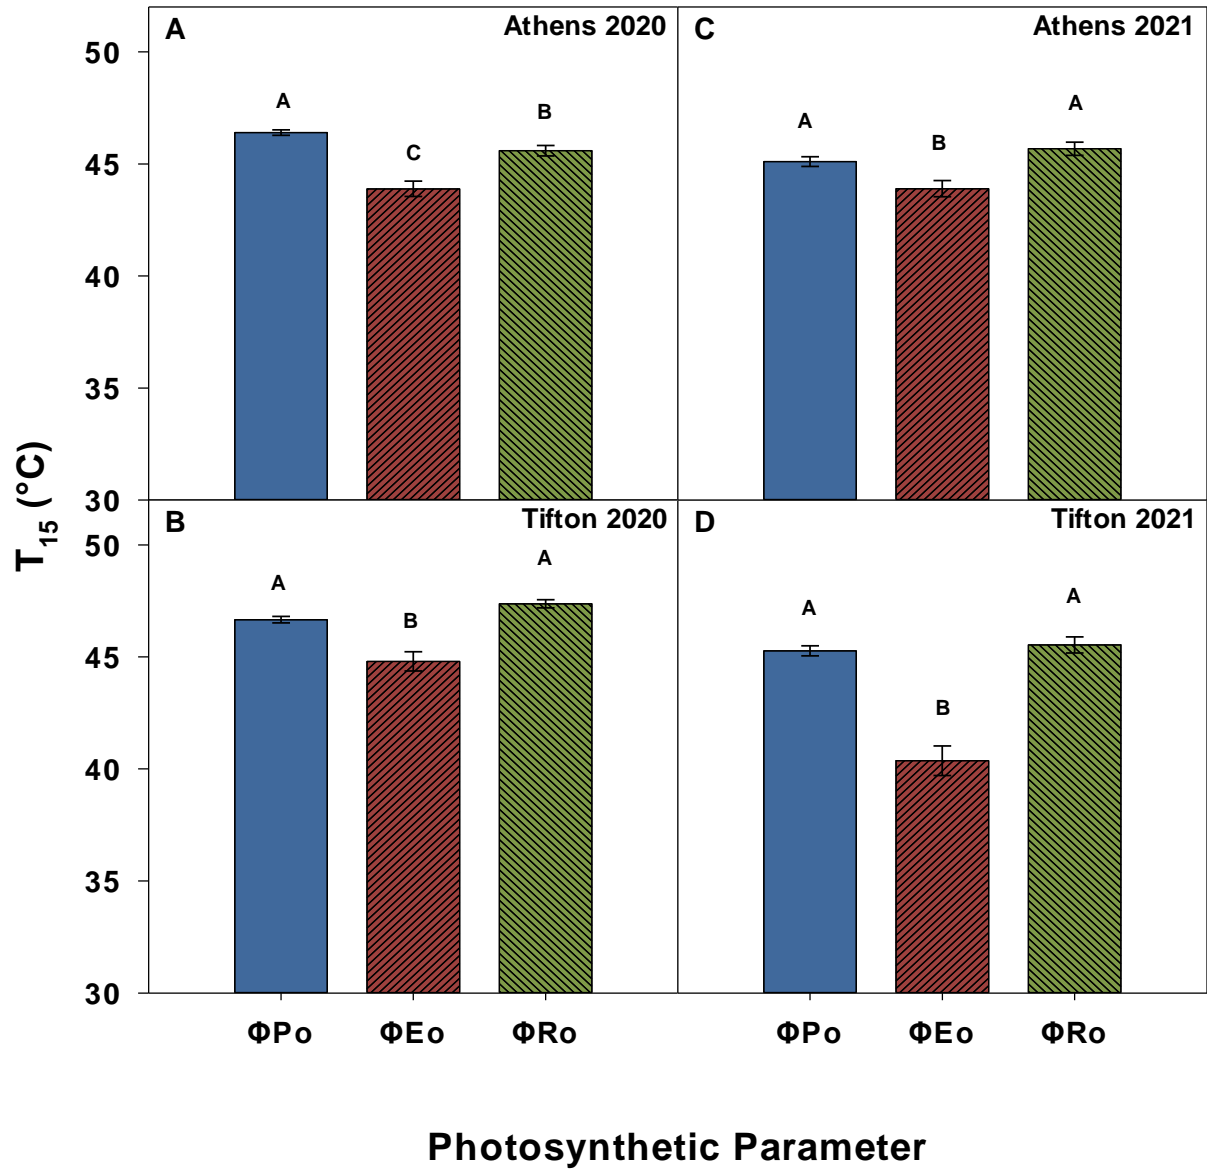 A Athens 2020
50
45
40
35
30
A
C
B
C Athens 2021
A
B
A
B Tifton 2020
50
45
40
35
30
A
B
A
D Tifton 2021
A
B
A
T15 (°C)
ΦPo ΦEo ΦRo ΦPo ΦEo ΦRo
Photosynthetic Parameter